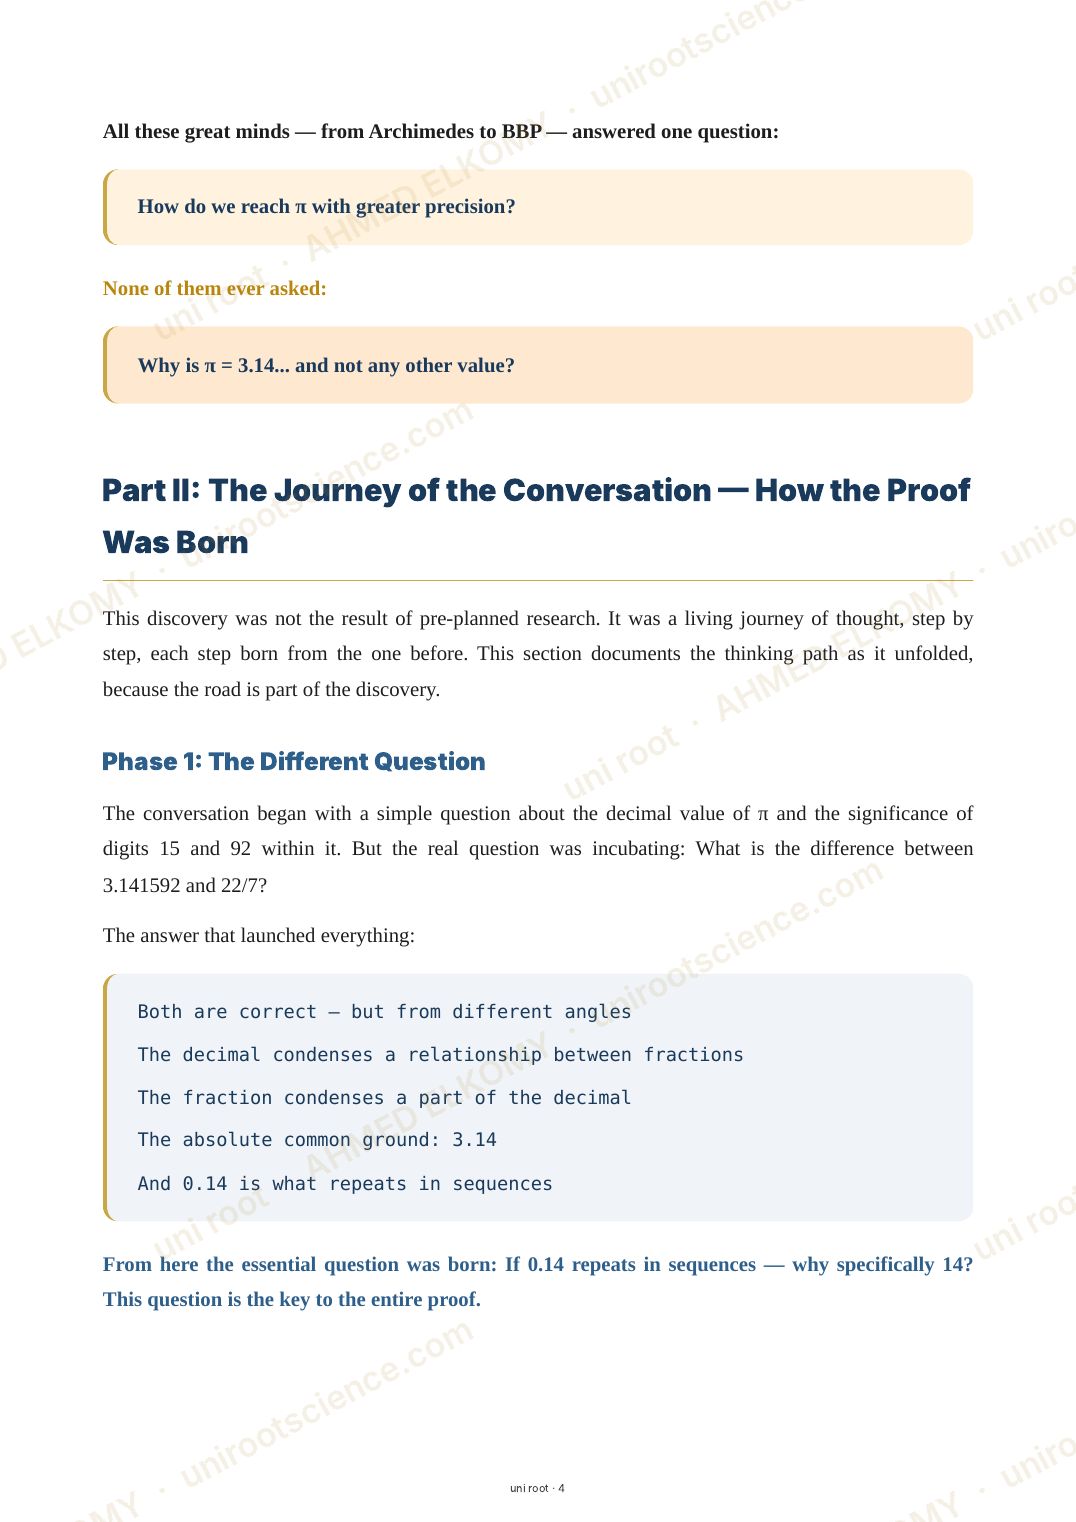 All these great minds — from Archimedes to BBP — answered one question:
How do we reach π with greater precision?
None of them ever asked:
Why is π = 3.14... and not any other value?
Part II: The Journey of the Conversation — How the Proof
Was Born
This discovery was not the result of pre-planned research. It was a living journey of thought, step by
step, each step born from the one before. This section documents the thinking path as it unfolded,
because the road is part of the discovery.
Phase 1: The Different Question
The conversation began with a simple question about the decimal value of π and the significance of
digits 15 and 92 within it. But the real question was incubating: What is the difference between
3.141592 and 22/7?
The answer that launched everything:
Both are correct — but from different angles
The decimal condenses a relationship between fractions
The fraction condenses a part of the decimal
The absolute common ground: 3.14
And 0.14 is what repeats in sequences
From here the essential question was born: If 0.14 repeats in sequences — why specifically 14?
This question is the key to the entire proof.
uni root · 4
uni root · AHMED ELKOMY · unirootscience.com